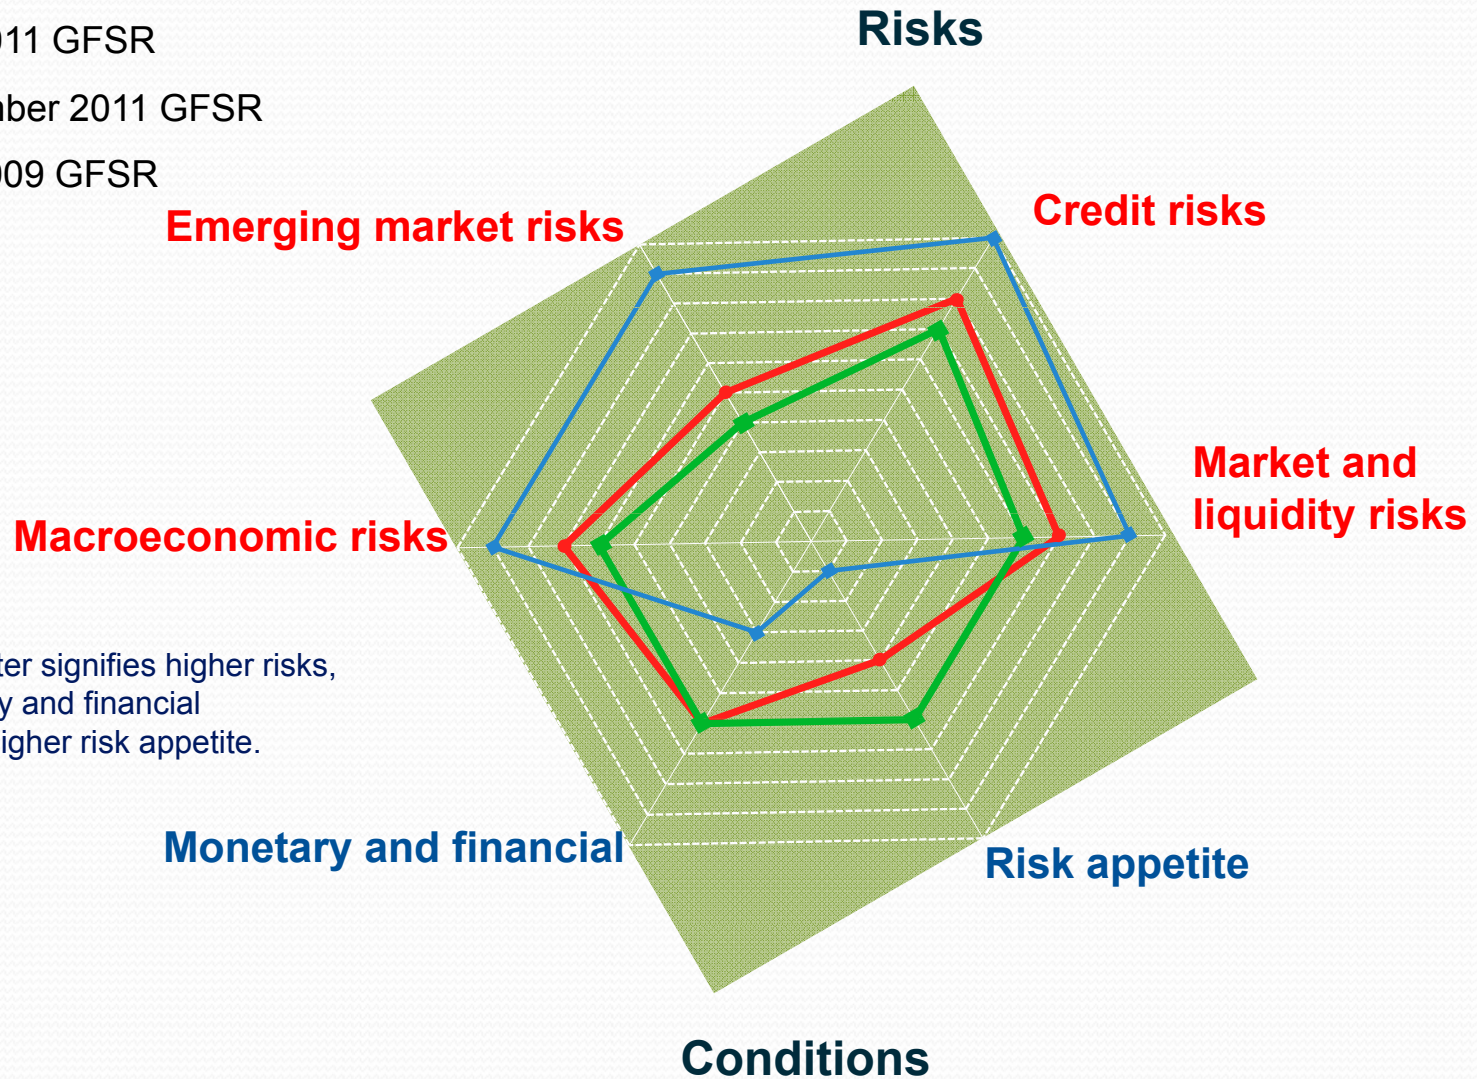 011 GFSR
mber 2011 GFSR
009 GFSR
Risks
Emerging market risks
Credit risks
Market and
liquidity risks
Macroeconomic risks
ter signifies higher risks,
y and financial
igher risk appetite.
Monetary and financial
Risk appetite
Conditions